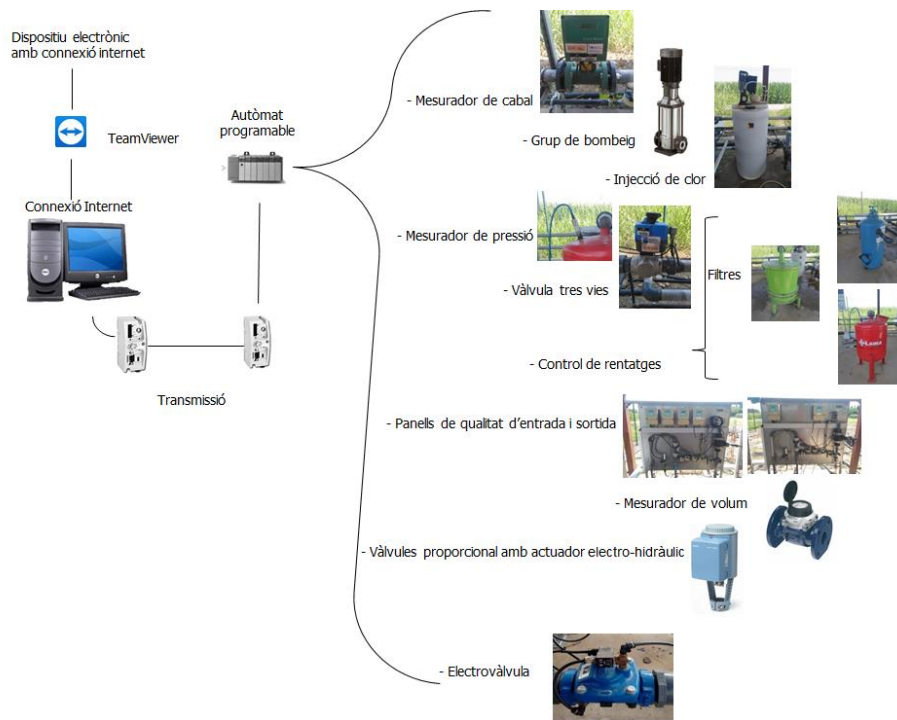 Dispositiu electrònic
amb connexió internet
TeamViewer
Autòmat
programable
Connexió Internet
Transmissió
- Mesurador de cabal
- Grup de bombeig
- Injecció de clor
- Mesurador de pressió
- Vàlvula tres vies
Filtres
- Control de rentatges
- Panells de qualitat d'entrada i sortida
- Mesurador de volum
- Vàlvules proporcional amb actuador electro-hidràulic
- Electrovàlvula